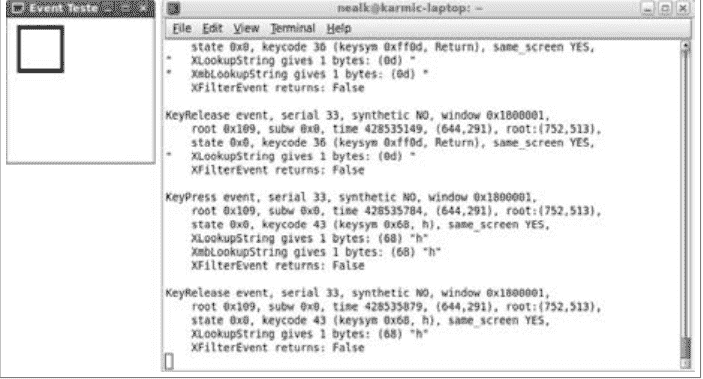 Event Teste
nealk@karmic-laptop: ~
File Edit View Terminal Help
state 0x0, keycode 36 (keysym 0xff0d, Return), same_screen YES,
" XLookupString gives 1 bytes: (0d) "
" XmbLookupString gives 1 bytes: (0d) "
XFilterEvent returns: False
KeyRelease event, serial 33, synthetic NO, window 0x1800001,
root 0x109, subw 0x0, time 428535149, (644,291), root:(752,513),
state 0x0, keycode 36 (keysym 0xff0d, Return), same_screen YES,
" XLookupString gives 1 bytes: (0d) "
XFilterEvent returns: False
KeyPress event, serial 33, synthetic NO, window 0x1800001,
root 0x109, subw 0x0, time 428535784, (644,291), root:(752,513),
state 0x0, keycode 43 (keysym 0x68, h), same_screen YES,
XLookupString gives 1 bytes: (68) "h"
XmbLookupString gives 1 bytes: (68) "h"
XFilterEvent returns: False
KeyRelease event, serial 33, synthetic NO, window 0x1800001,
root 0x109, subw 0x0, time 428535879, (644,291), root:(752,513),
state 0x0, keycode 43 (keysym 0x68, h), same_screen YES,
XLookupString gives 1 bytes: (68) "h"
XFilterEvent returns: False